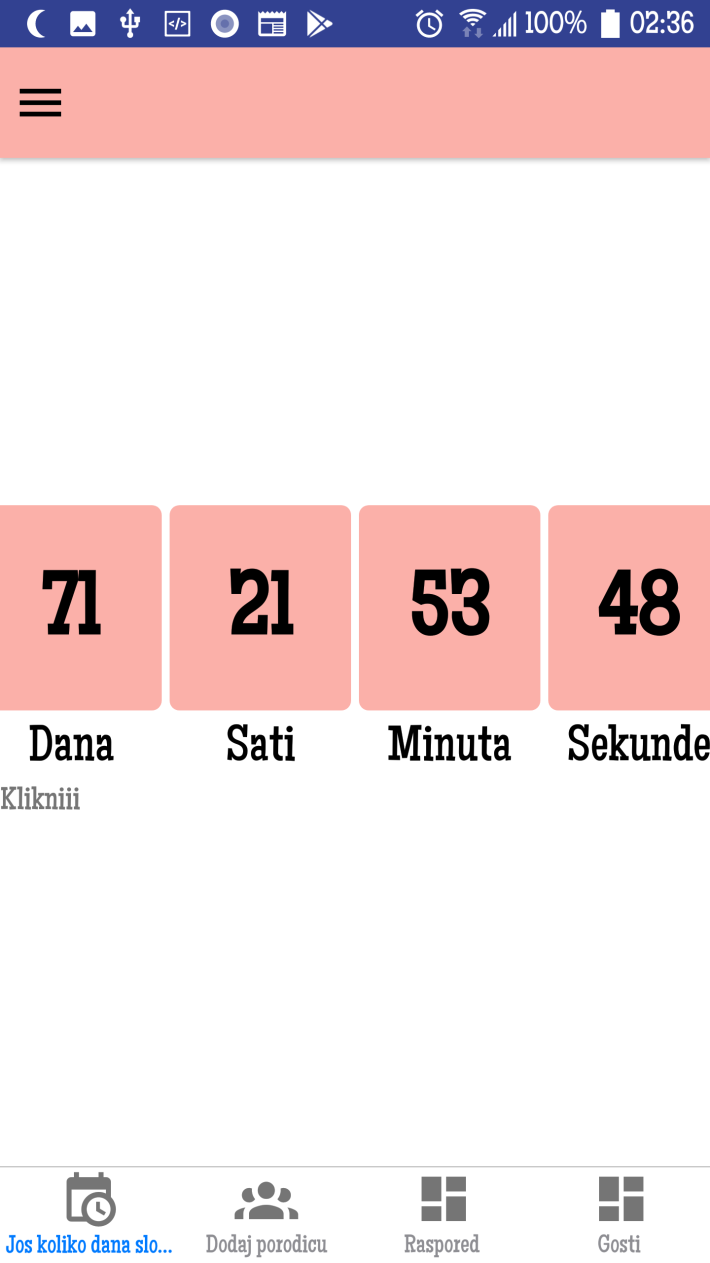 100% 02:36
71 21 53 48
Dana Sati Minuta Sekunde
Klikniii
Jos koliko dana slo... Dodaj porodicu Raspored Gosti